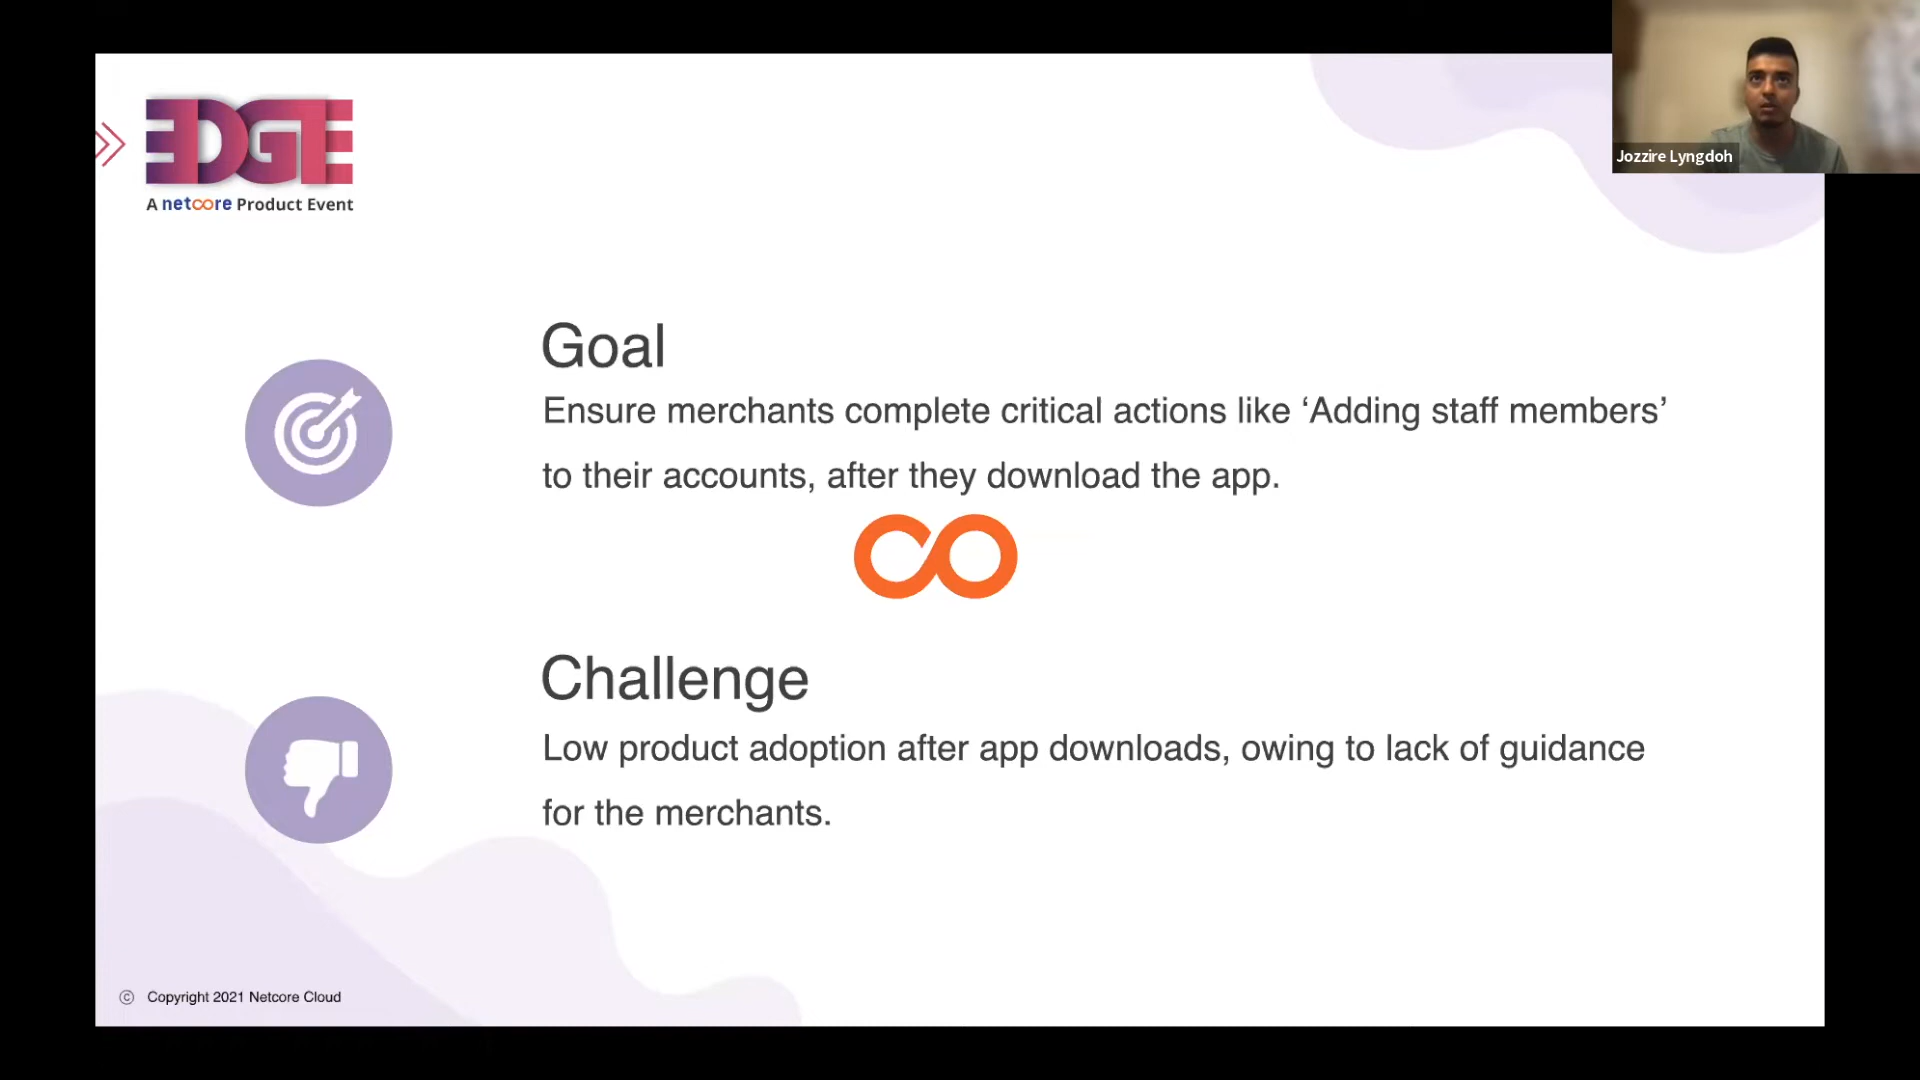 EDGE
A netcore Product Event
Jozzire Lyngdoh
Goal
Ensure merchants complete critical actions like ‘Adding staff members’
to their accounts, after they download the app.
Challenge
Low product adoption after app downloads, owing to lack of guidance
for the merchants.
© Copyright 2021 Netcore Cloud